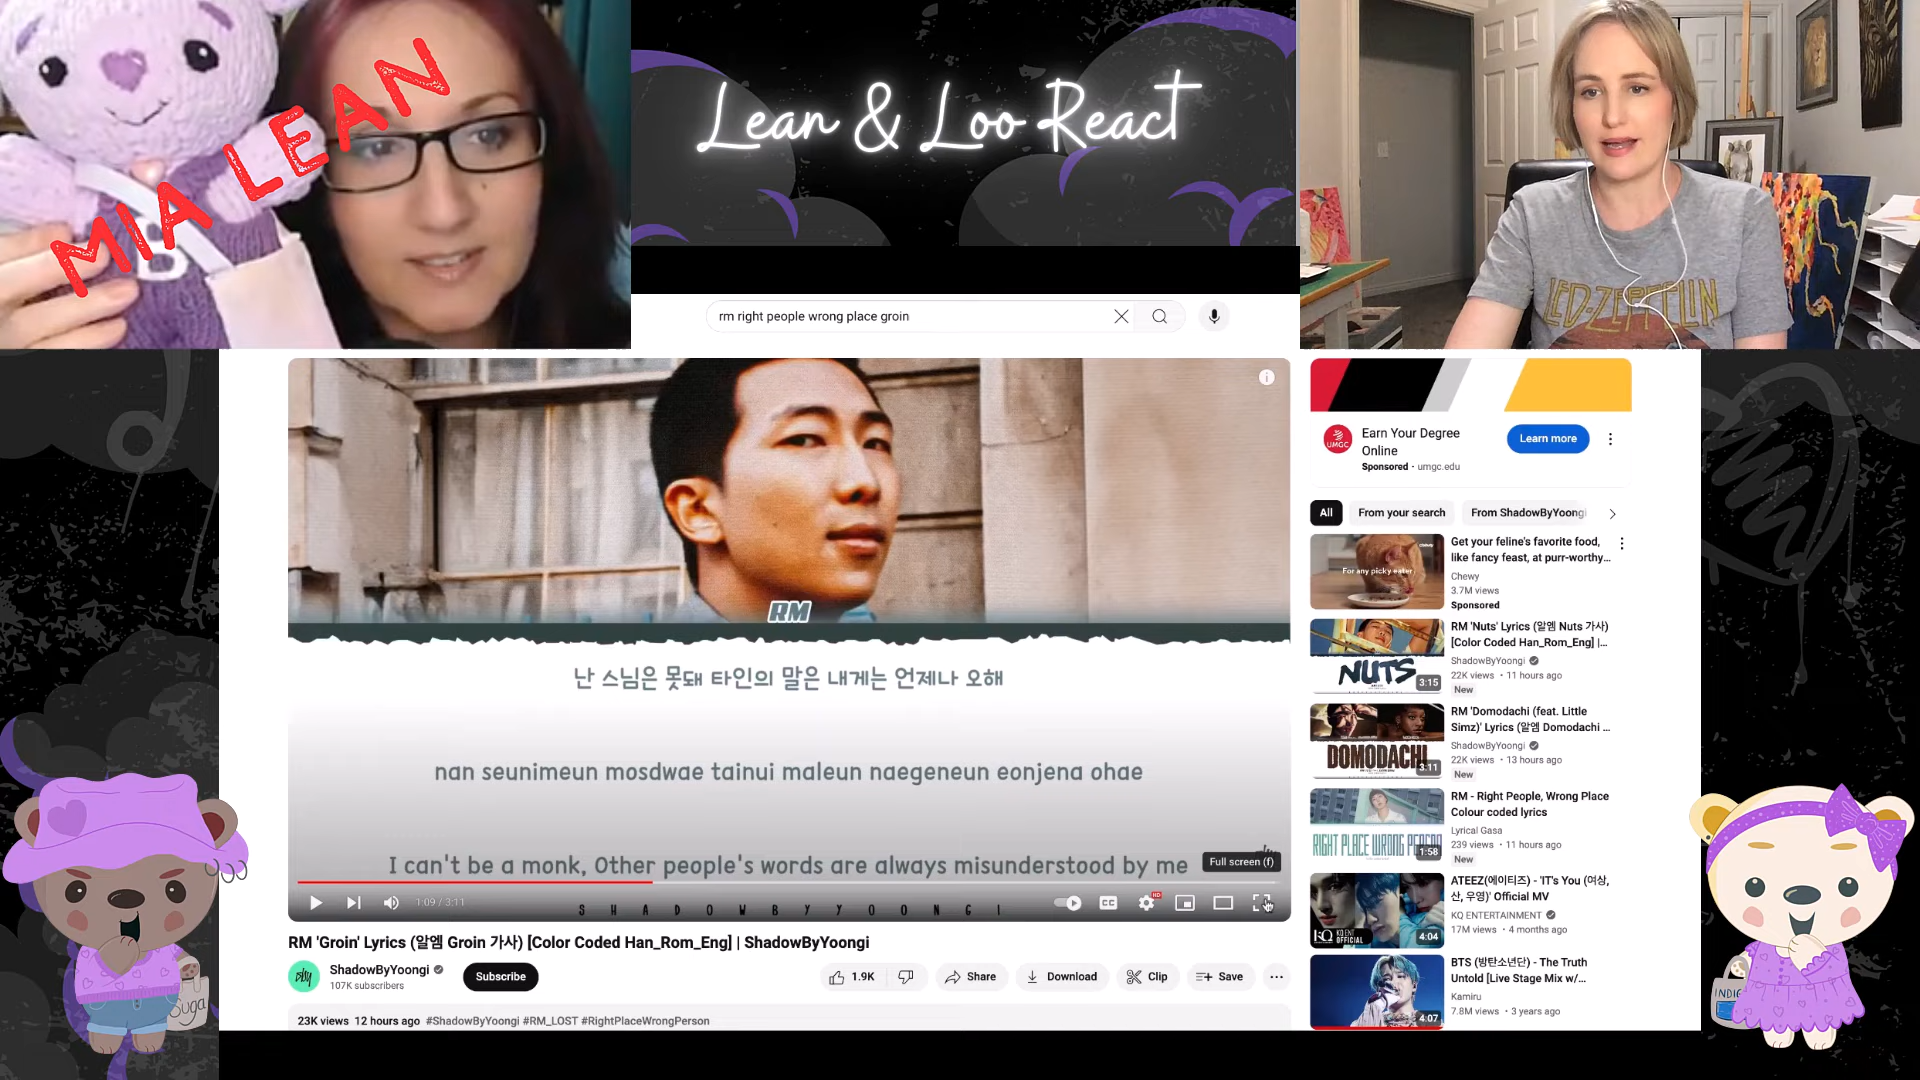 MIA LEAN
Lean & Loo React
LED-ZEPPELIN
rm right people wrong place groin
RM
난 스님은 못돼 타인의 말은 내게는 언제나 오해
nan seunimeun mosdwae tainui maleun naegeneun eonjena ohae
I can't be a monk, Other people's words are always misunderstood by me
Full screen (f)
1:09 / 3:11
CC
HD
S H A D O W B Y Y O O N G I
RM 'Groin' Lyrics (알엠 Groin 가사) [Color Coded Han_Rom_Eng] | ShadowByYoongi
ShadowByYoongi
107K subscribers
Subscribe
1.9K
Share
Download
Clip
Save
23K views 12 hours ago #ShadowByYoongi #RM_LOST #RightPlaceWrongPerson
UMGC
Earn Your Degree
Online
Sponsored · umgc.edu
Learn more
All
From your search
From ShadowByYoongi
For any picky eater
Get your feline's favorite food,
like fancy feast, at purr-worthy...
Chewy
3.7M views
Sponsored
NUTS
3:15
RM 'Nuts' Lyrics (알엠 Nuts 가사)
[Color Coded Han_Rom_Eng] |...
ShadowByYoongi
22K views · 11 hours ago
New
DOMODACHI
3:11
RM 'Domodachi (feat. Little
Simz)' Lyrics (알엠 Domodachi ...
ShadowByYoongi
22K views · 13 hours ago
New
RIGHT PLACE WRONG PERSON
1:58
RM - Right People, Wrong Place
Colour coded lyrics
Lyrical Gasa
239 views · 11 hours ago
New
KQ ENT
OFFICIAL
4:04
ATEEZ(에이티즈) - 'IT's You (여상,
산, 우영)' Official MV
KQ ENTERTAINMENT
17M views · 4 months ago
4:07
BTS (방탄소년단) - The Truth
Untold [Live Stage Mix w/...
Kamiru
7.8M views · 3 years ago
Suga
INDIE